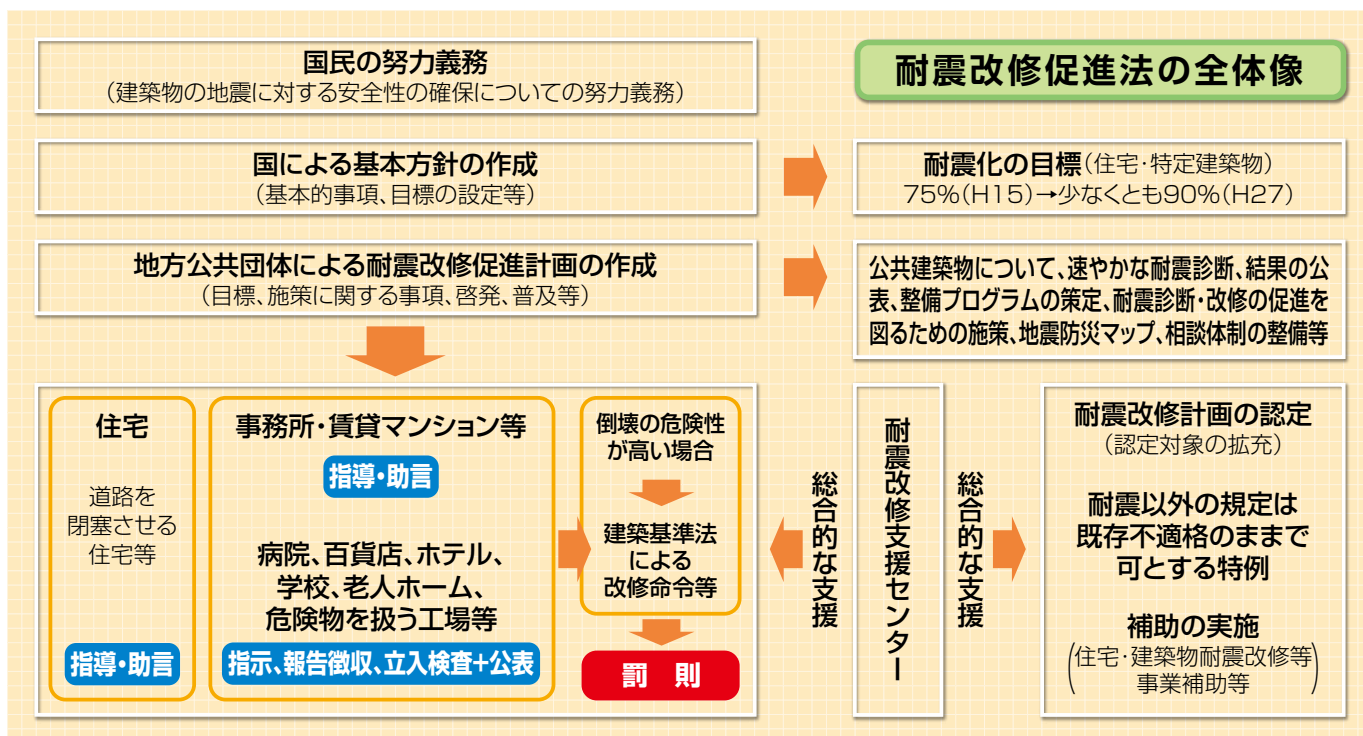 耐震改修促進法の全体像
国民の努力義務
（建築物の地震に対する安全性の確保についての努力義務）
国による基本方針の作成
（基本的事項、目標の設定等）
耐震化の目標（住宅・特定建築物）
75％（H15）→少なくとも90％（H27）
地方公共団体による耐震改修促進計画の作成
（目標、施策に関する事項、啓発、普及等）
公共建築物について、速やかな耐震診断、結果の公
表、整備プログラムの策定、耐震診断・改修の促進を
図るための施策、地震防災マップ、相談体制の整備等
住宅
道路を
閉塞させる
住宅等
指導・助言
事務所・賃貸マンション等
指導・助言
病院、百貨店、ホテル、
学校、老人ホーム、
危険物を扱う工場等
指示、報告徴収、立入検査＋公表
倒壊の危険性
が高い場合
建築基準法
による
改修命令等
罰　則
総合的な支援
耐震改修支援センター
総合的な支援
耐震改修計画の認定
（認定対象の拡充）
耐震以外の規定は
既存不適格のままで
可とする特例
補助の実施
（住宅・建築物耐震改修等
事業補助等）